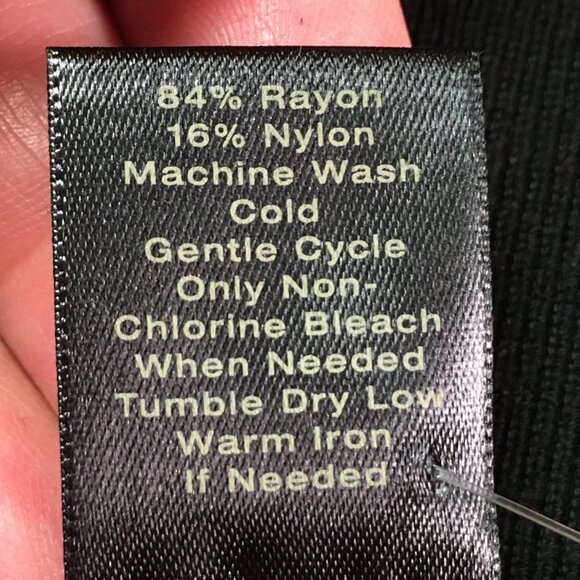 84% Rayon
16% Nylon
Machine Wash
Cold
Gentle Cycle
Only Non-
Chlorine Bleach
When Needed
Tumble Dry Low
Warm Iron
If Needed